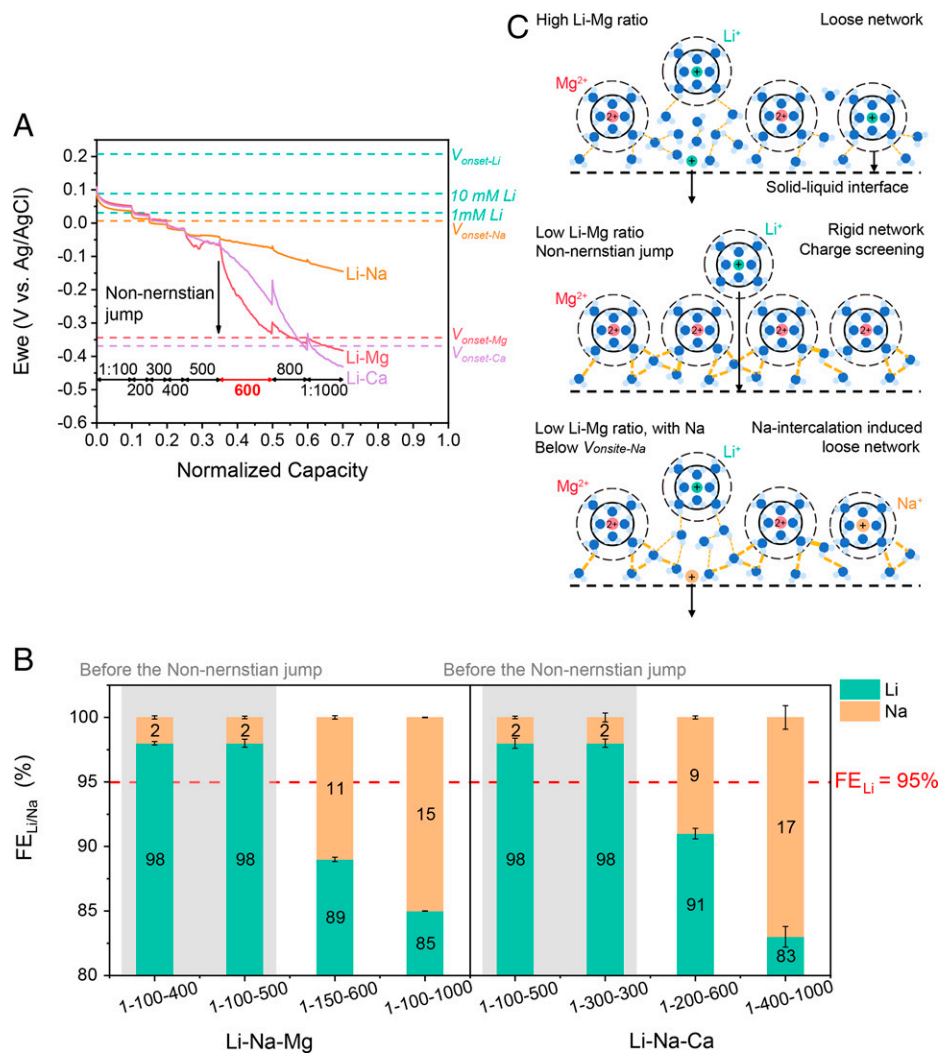 A
0.2
0.1
0.0
-0.1
-0.2
-0.3
-0.4
-0.5
-0.6
Ewe (V vs. Ag/AgCl)
Vonset-Li
10 mM Li
1mM Li
Vonset-Na
Li-Na
Non-nernstian
jump
Vonset-Mg
Li-Mg
Vonset-Ca
Li-Ca
1:100 300 500 800
200 400 600 1:1000
0.0 0.1 0.2 0.3 0.4 0.5 0.6 0.7 0.8 0.9 1.0
Normalized Capacity
C
High Li-Mg ratio
Loose network
Li+
Mg2+
+
2+
2+
+
+
Solid-liquid interface
Low Li-Mg ratio
Non-nernstian jump
Li+
Rigid network
Charge screening
Mg2+
+
2+
2+
2+
2+
Low Li-Mg ratio, with Na
Below Vonsite-Na
Li+
Na-intercalation induced
loose network
Mg2+
Na+
+
2+
2+
+
+
B
Before the Non-nernstian jump
Before the Non-nernstian jump
Li
Na
100
95
90
85
80
FELi/Na (%)
2
2
11
15
2
2
9
17
FELi = 95%
98
98
89
85
98
98
91
83
1-100-400
1-100-500
1-150-600
1-100-1000
1-100-500
1-300-300
1-200-600
1-400-1000
Li-Na-Mg
Li-Na-Ca